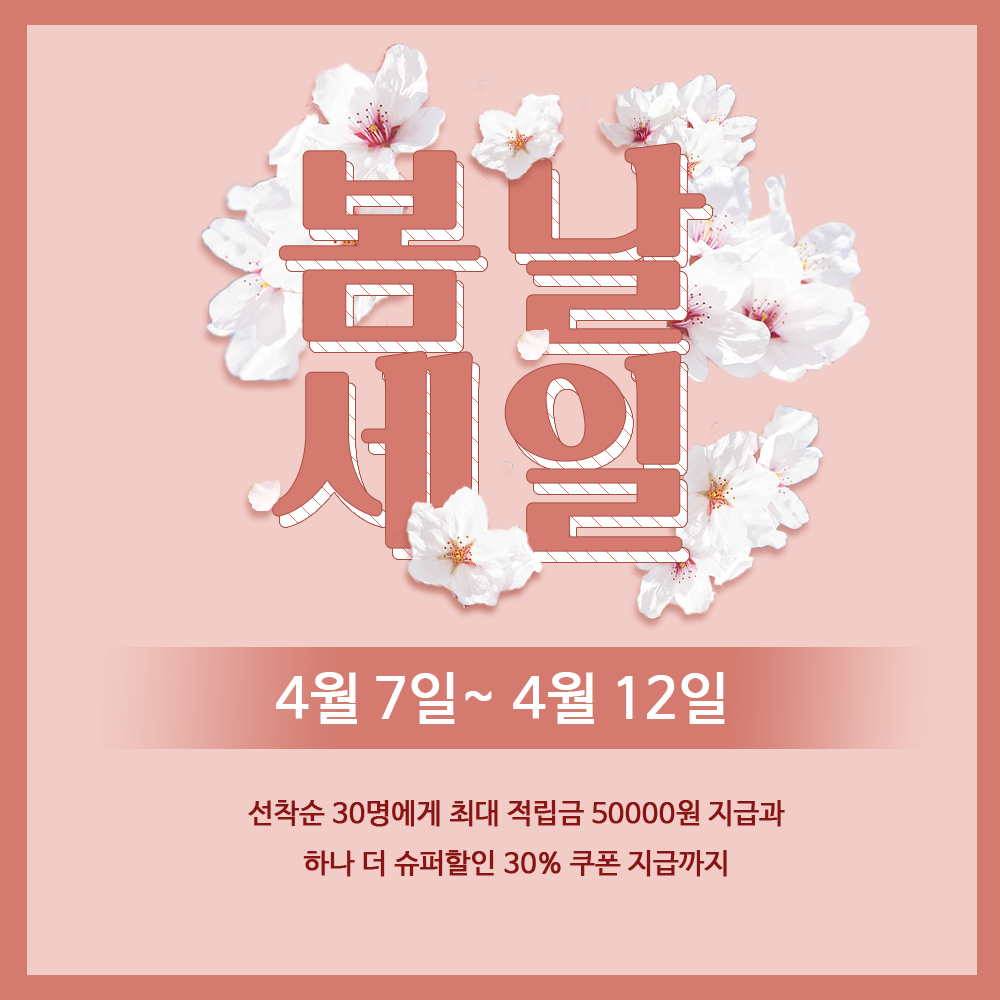 봄날
세일
4월 7일~ 4월 12일
선착순 30명에게 최대 적립금 50000원 지급과
하나 더 슈퍼할인 30% 쿠폰 지급까지